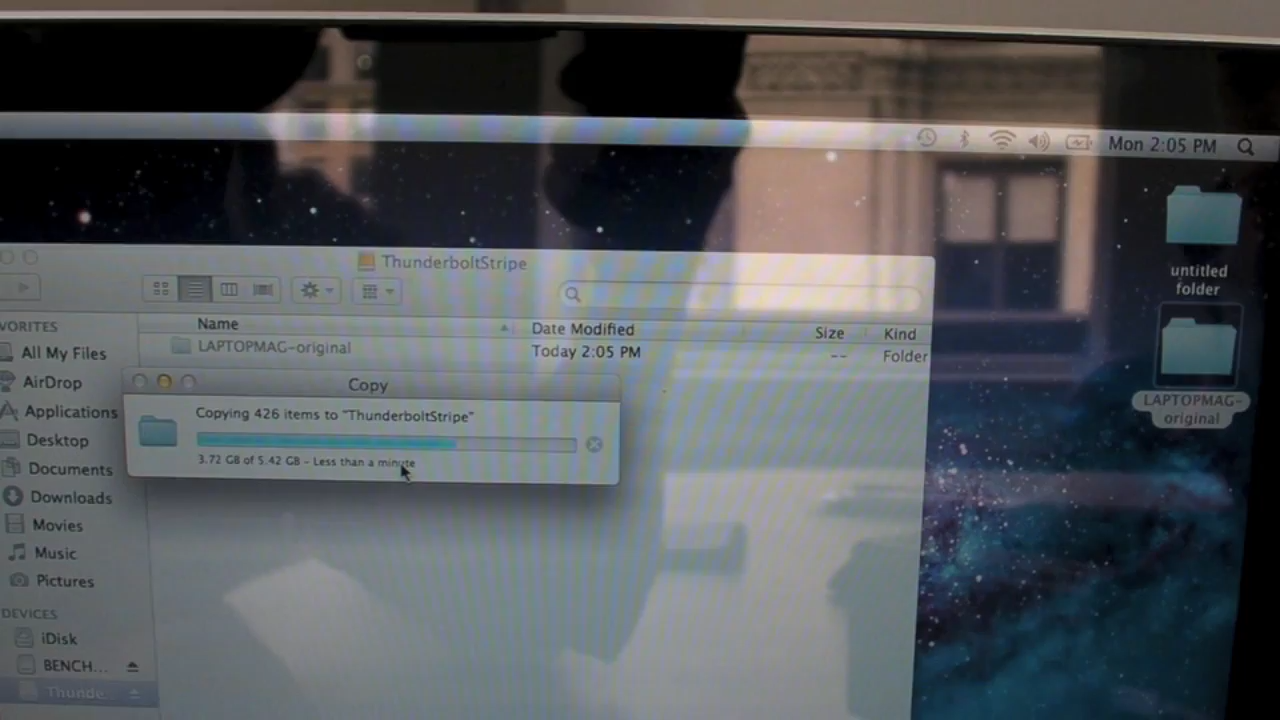 Mon 2:05 PM
ThunderboltStripe
Name
Date Modified
Size
Kind
LAPTOPMAG-original
Today 2:05 PM
--
Folder
VORITES
All My Files
AirDrop
Applications
Desktop
Documents
Downloads
Movies
Music
Pictures
DEVICES
iDisk
BENCH...
Thunde...
Copy
Copying 426 items to "ThunderboltStripe"
3.72 GB of 5.42 GB - Less than a minute
untitled
folder
LAPTOPMAG-
original